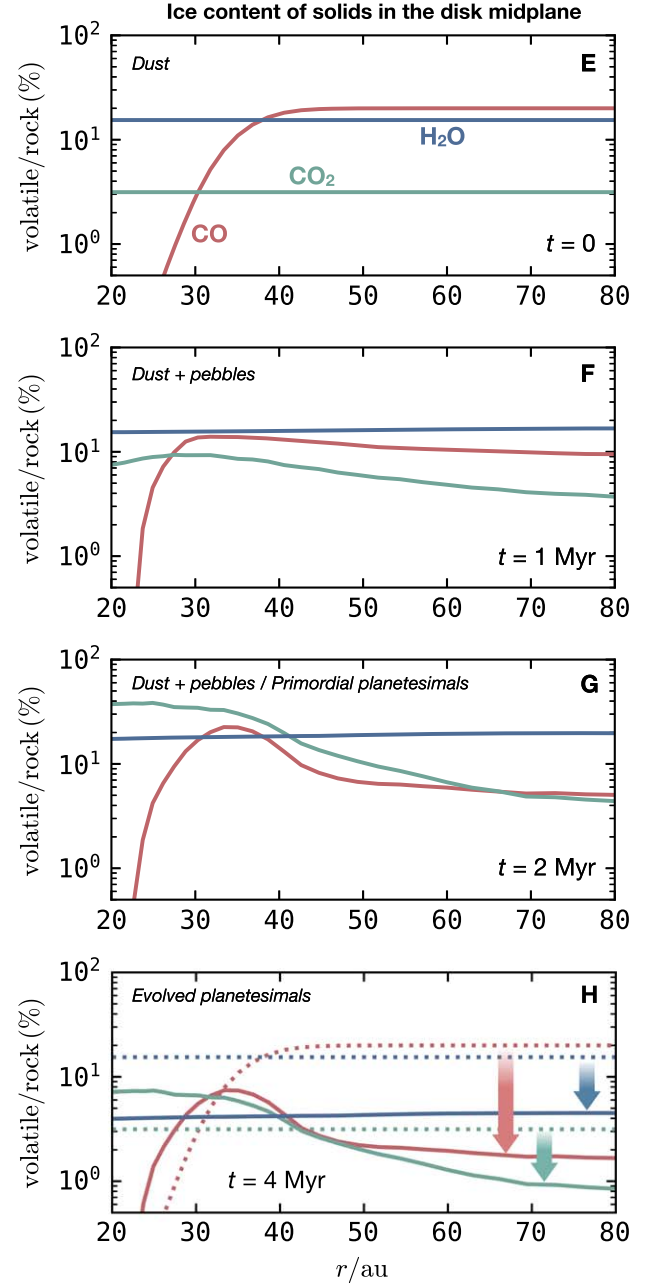 Ice content of solids in the disk midplane
Dust
E
10²
10¹
10⁰
volatile/rock (%)
H₂O
CO₂
CO
t = 0
20 30 40 50 60 70 80
Dust + pebbles
F
10²
10¹
10⁰
volatile/rock (%)
t = 1 Myr
20 30 40 50 60 70 80
Dust + pebbles / Primordial planetesimals
G
10²
10¹
10⁰
volatile/rock (%)
t = 2 Myr
20 30 40 50 60 70 80
Evolved planetesimals
H
10²
10¹
10⁰
volatile/rock (%)
t = 4 Myr
20 30 40 50 60 70 80
r/au